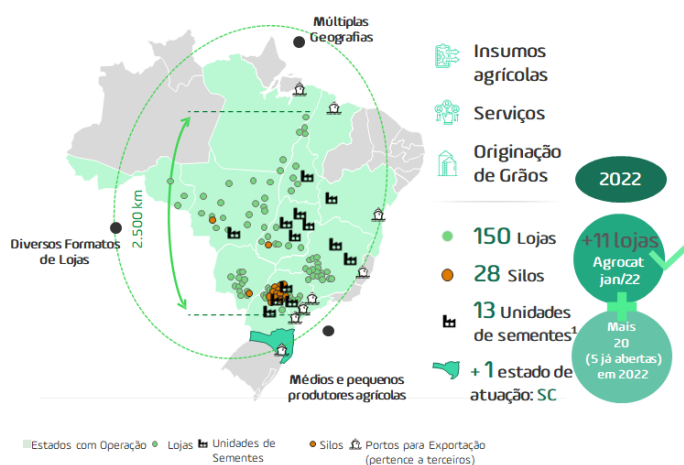 Múltiplas
Geografias
2.500 km
Diversos Formatos
de Lojas
Médios e pequenos
produtores agrícolas
Insumos
agrícolas
Serviços
Originação
de Grãos
150 Lojas
28 Silos
13 Unidades
de sementes¹
+ 1 estado de
atuação: SC
2022
+11 lojas
Agrocat
jan/22
Mais
20
(5 já abertas)
em 2022
Estados com Operação
Lojas
Unidades de
Sementes
Silos
Portos para Exportação
(pertence a terceiros)